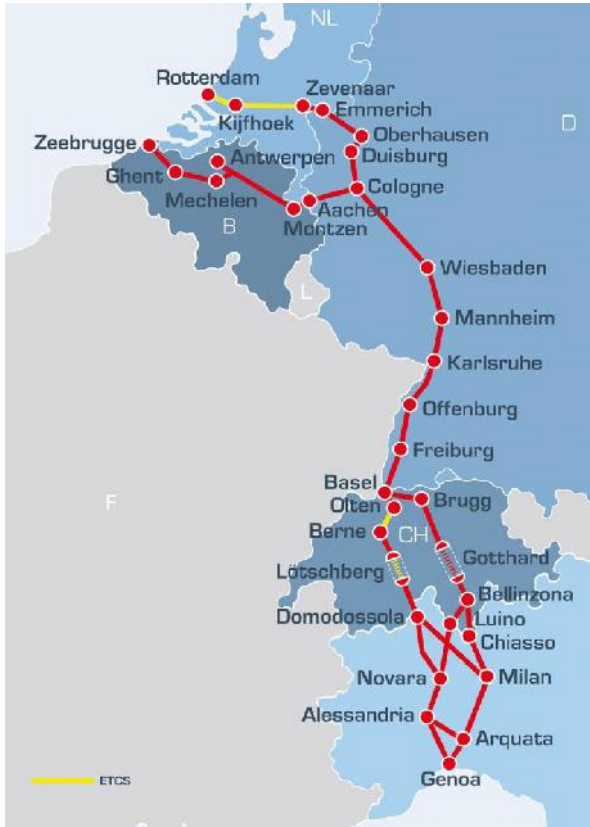 NL
Rotterdam
Zevenaar
Kijfhoek
Emmerich
D
Zeebrugge
Oberhausen
Antwerpen
Duisburg
Ghent
Cologne
Mechelen
Aachen
B
Montzen
Wiesbaden
L
Mannheim
Karlsruhe
Offenburg
Freiburg
Basel
F
Olten
Brugg
Berne
CH
Gotthard
Lötschberg
Bellinzona
Domodossola
Luino
Chiasso
Novara
Milan
Alessandria
Arquata
Genoa
ETCS